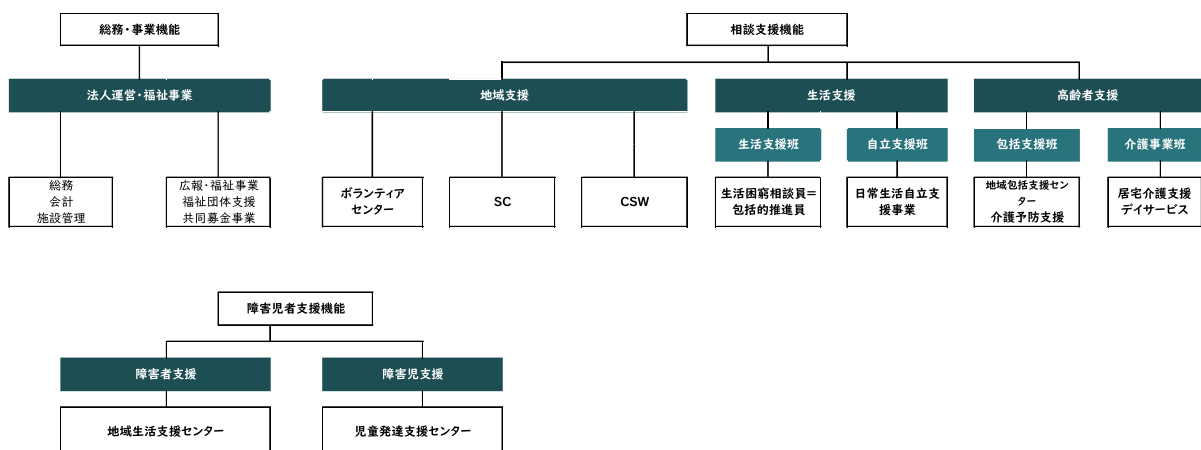 総務・事業機能
相談支援機能
法人運営・福祉事業
地域支援
生活支援
高齢者支援
生活支援班
自立支援班
包括支援班
介護事業班
総務
会計
施設管理
広報・福祉事業
福祉団体支援
共同募金事業
ボランティア
センター
SC
CSW
生活困窮相談員=
包括的推進員
日常生活自立支
援事業
地域包括支援セン
ター
介護予防支援
居宅介護支援
デイサービス
障害児者支援機能
障害者支援
障害児支援
地域生活支援センター
児童発達支援センター